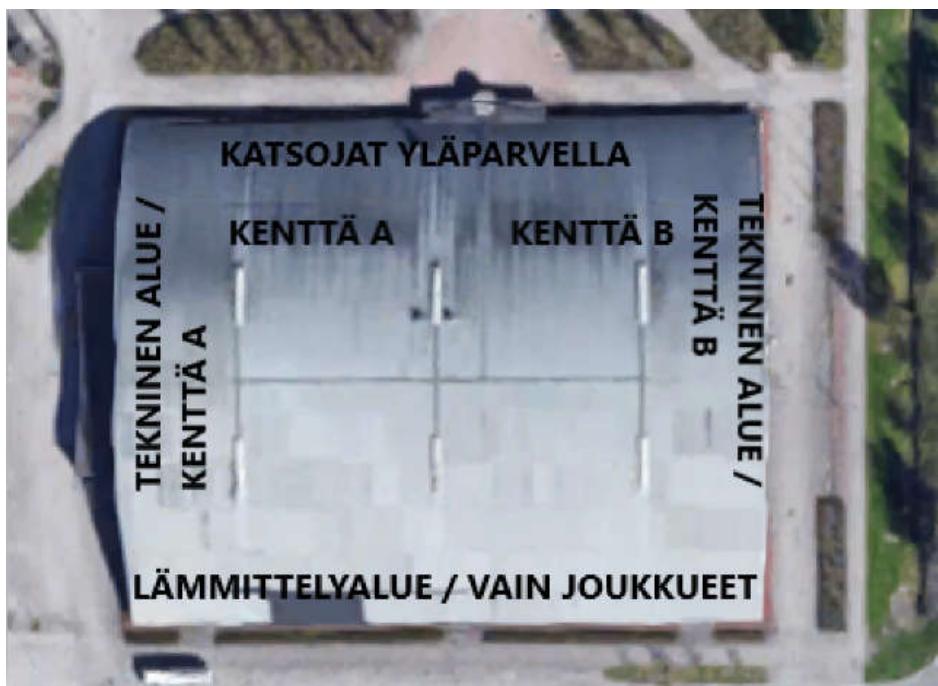 KATSOJAT YLÄPARVELLA
KENTTÄ A
KENTTÄ B
TEKNINEN ALUE /
KENTTÄ A
TEKNINEN ALUE /
KENTTÄ B
LÄMMITTELYALUE / VAIN JOUKKUEET